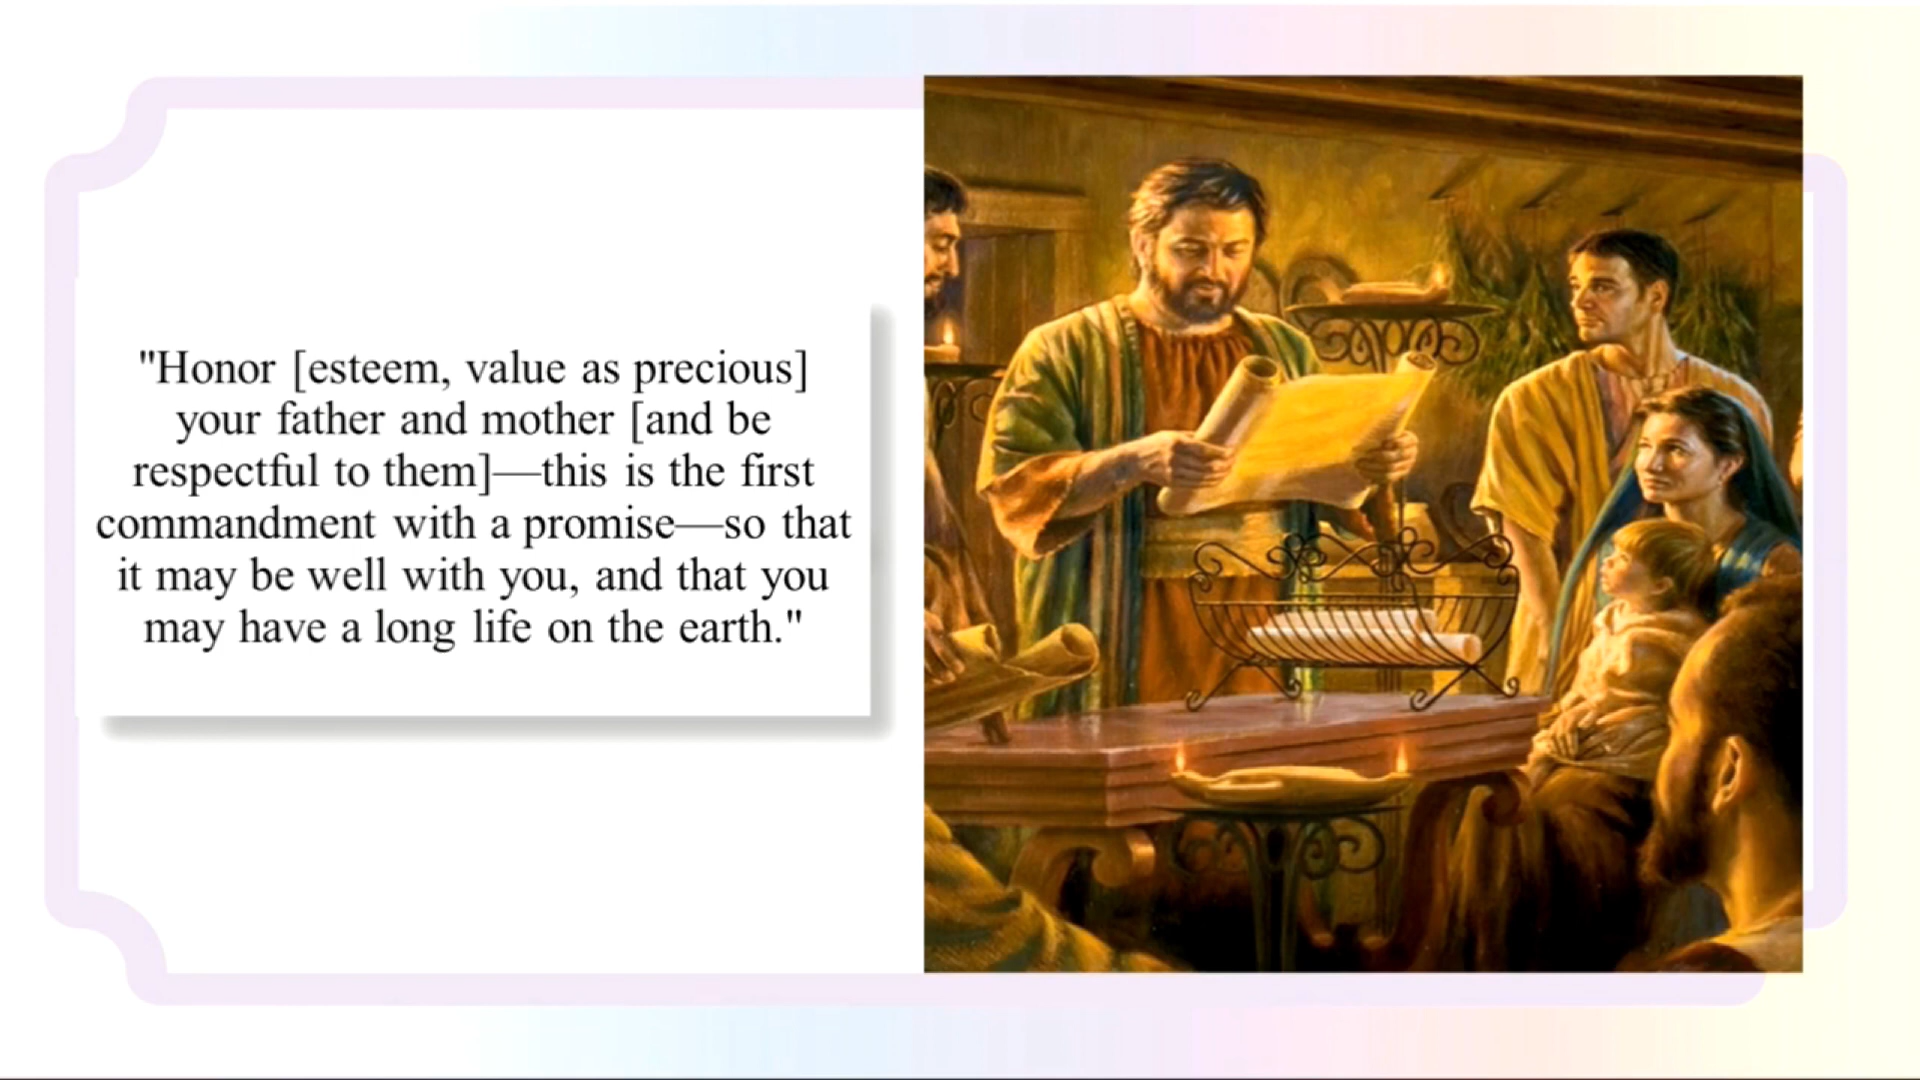 "Honor [esteem, value as precious]
your father and mother [and be
respectful to them]—this is the first
commandment with a promise—so that
it may be well with you, and that you
may have a long life on the earth."